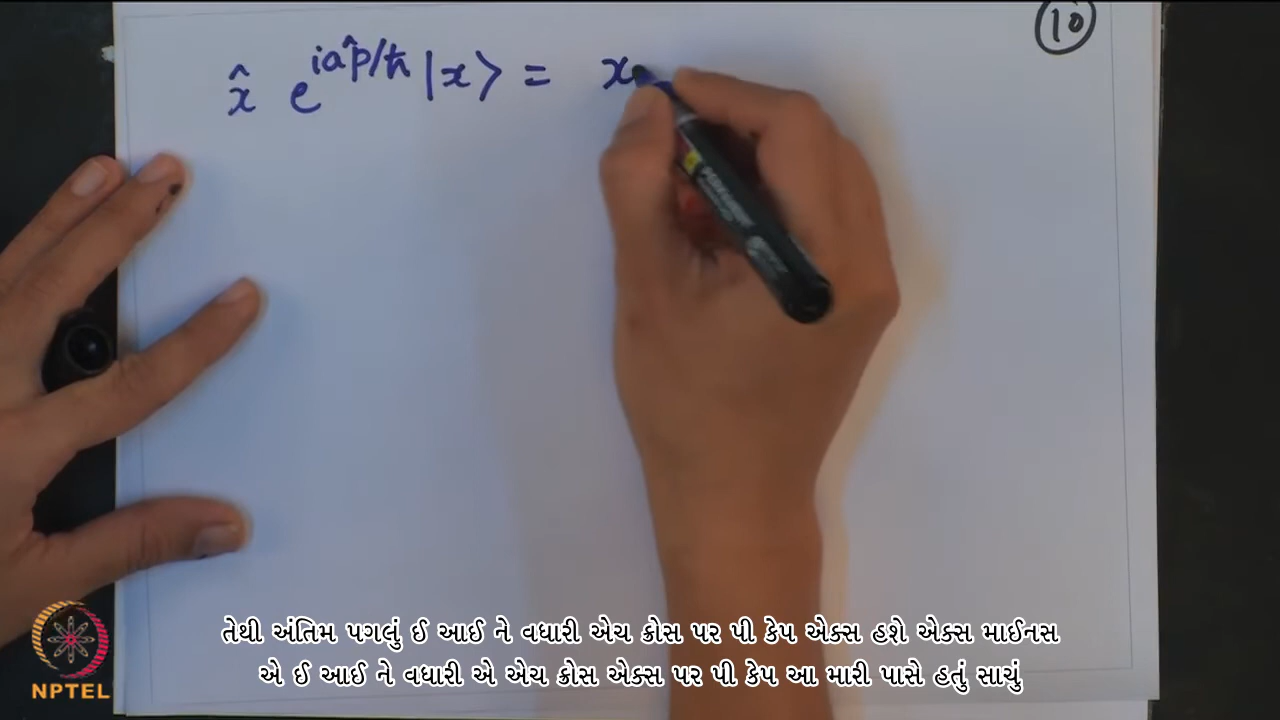 10
x̂ e^{iap̂/ħ} |x⟩ = x
તેથી અંતિમ પગલું ઈ આઈ ને વધારી એચ ક્રોસ પર પી કેપ એક્સ હશે એક્સ માઈનસ
એ ઈ આઈ ને વધારી એ એચ ક્રોસ એક્સ પર પી કેપ આ મારી પાસે હતું સાચું
NPTEL